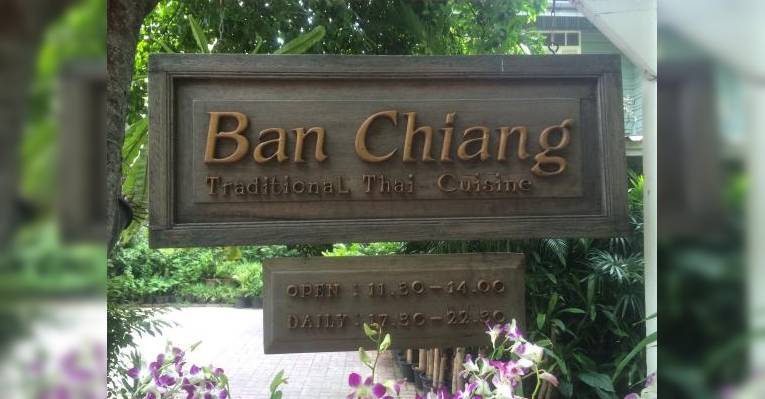 Ban Chiang
Traditional Thai Cuisine
OPEN : 11.30-14.00
DAILY : 17.30-22.30